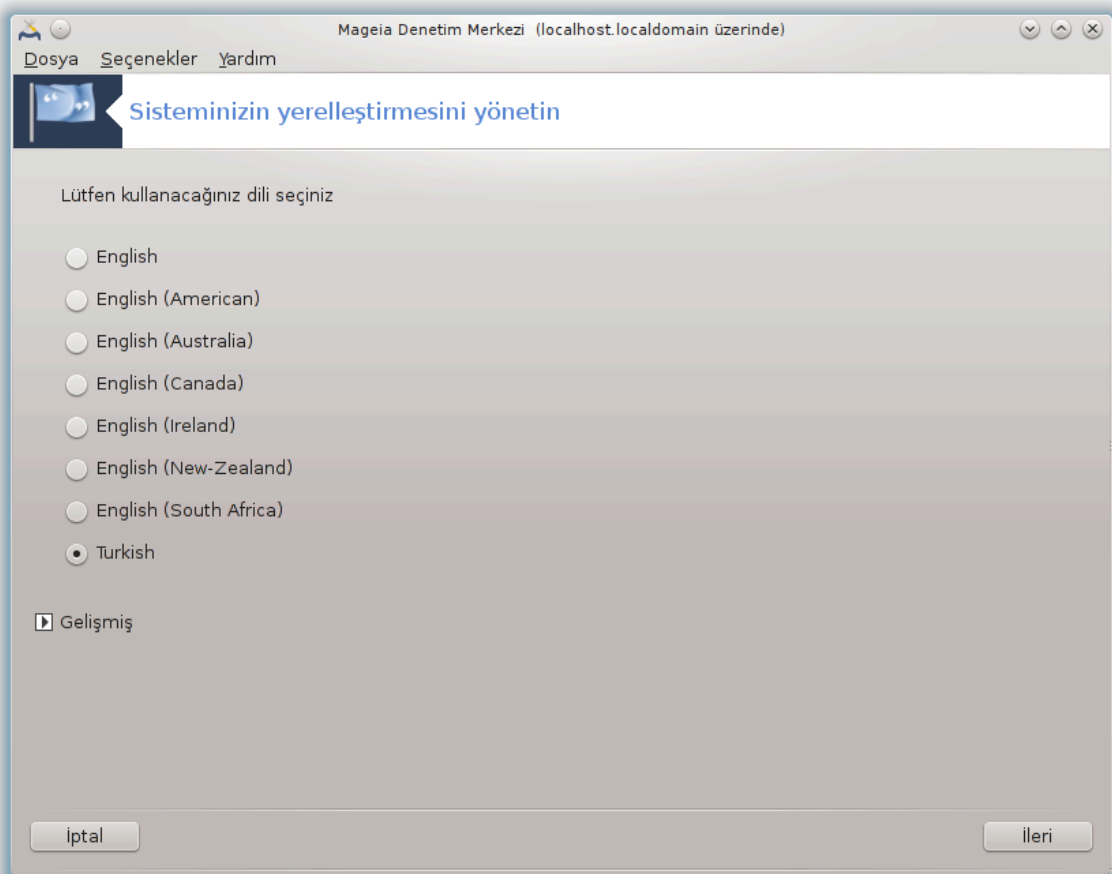 Mageia Denetim Merkezi (localhost.localdomain üzerinde)
Dosya Seçenekler Yardım
Sisteminizin yerelleştirmesini yönetin
Lütfen kullanacağınız dili seçiniz
English
English (American)
English (Australia)
English (Canada)
English (Ireland)
English (New-Zealand)
English (South Africa)
Turkish
Gelişmiş
İptal İleri